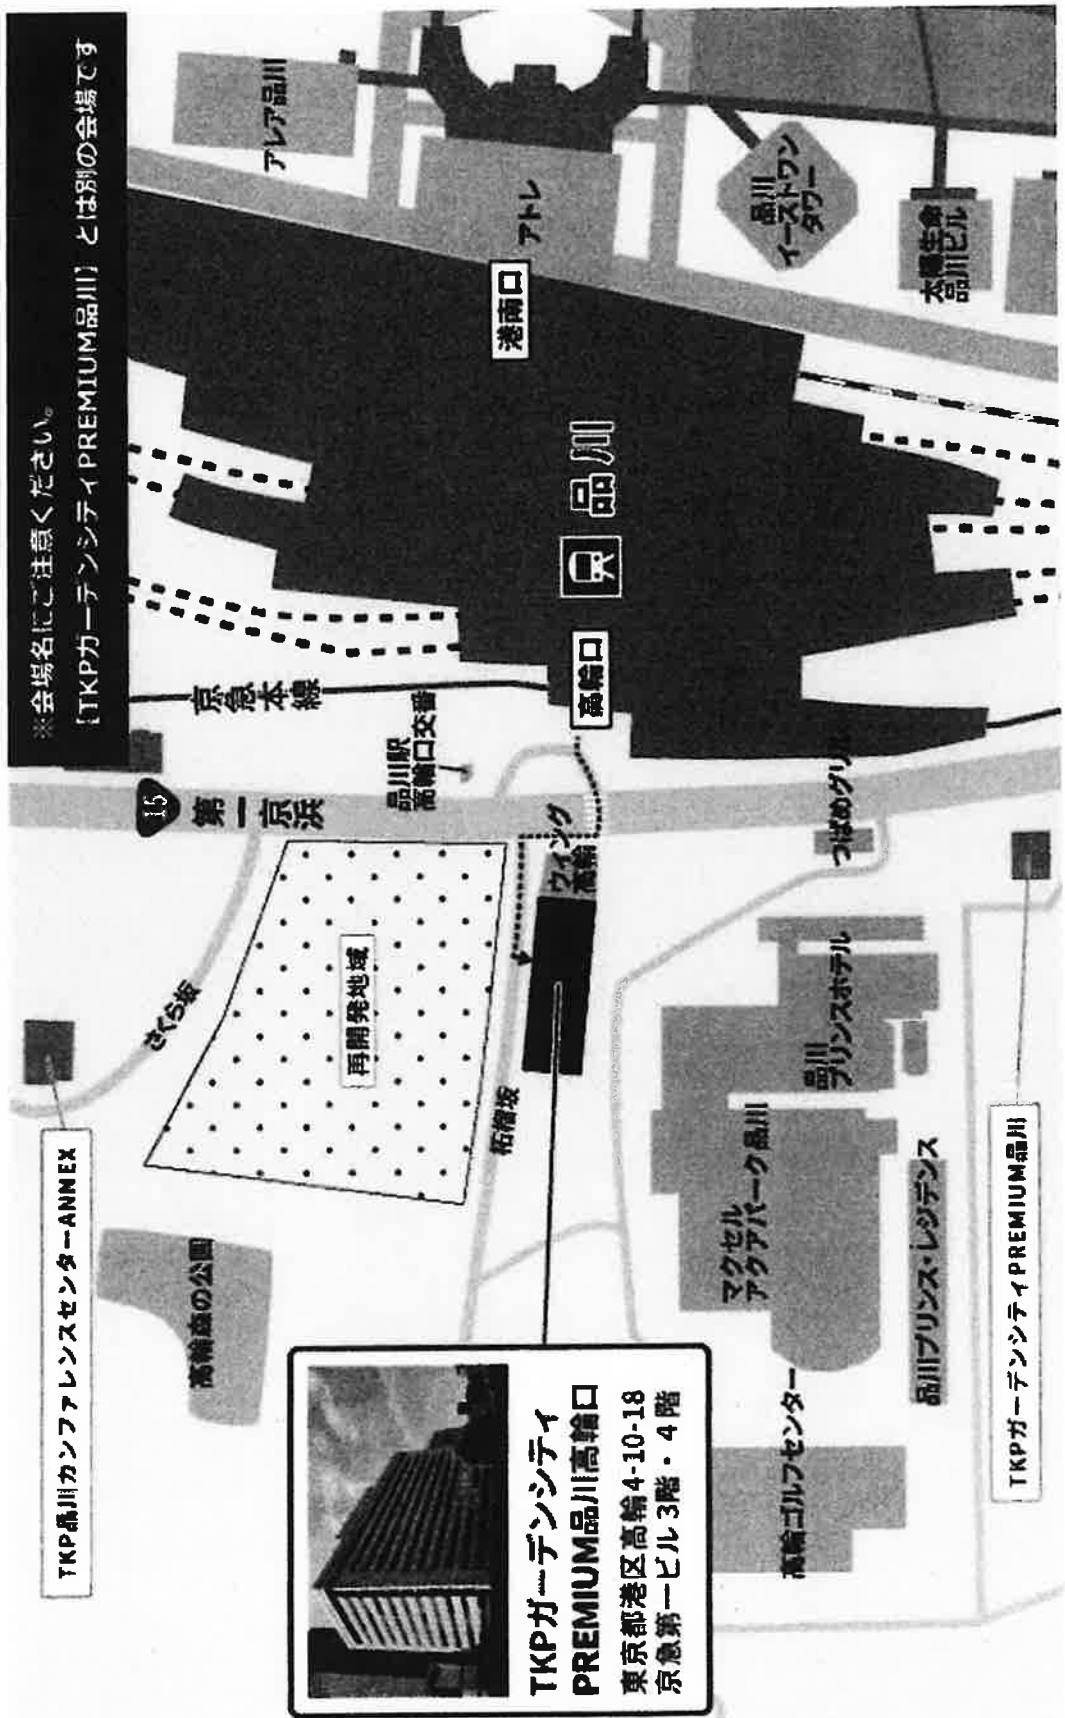 ※会場名にご注意ください。
[TKPガーデンシティPREMIUM品川] とは別の会場です
TKP品川カンファレンスセンターANNEX
さくら坂
15
第一京浜
京急本線
アレア品川
高輪森の公園
再開発地域
品川駅
高輪口交番
港南口
アトレ
品川
高輪口
ウィング
高輪
柘榴坂
品川
イーストワン
タワー
太陽生命
品川ビル
つばめグリル
TKPガーデンシティ
PREMIUM品川高輪口
東京都港区高輪4-10-18
京急第一ビル 3階・4階
マクセル
アクアパーク品川
品川
プリンスホテル
高輪ゴルフセンター
品川プリンス・レジデンス
TKPガーデンシティPREMIUM品川